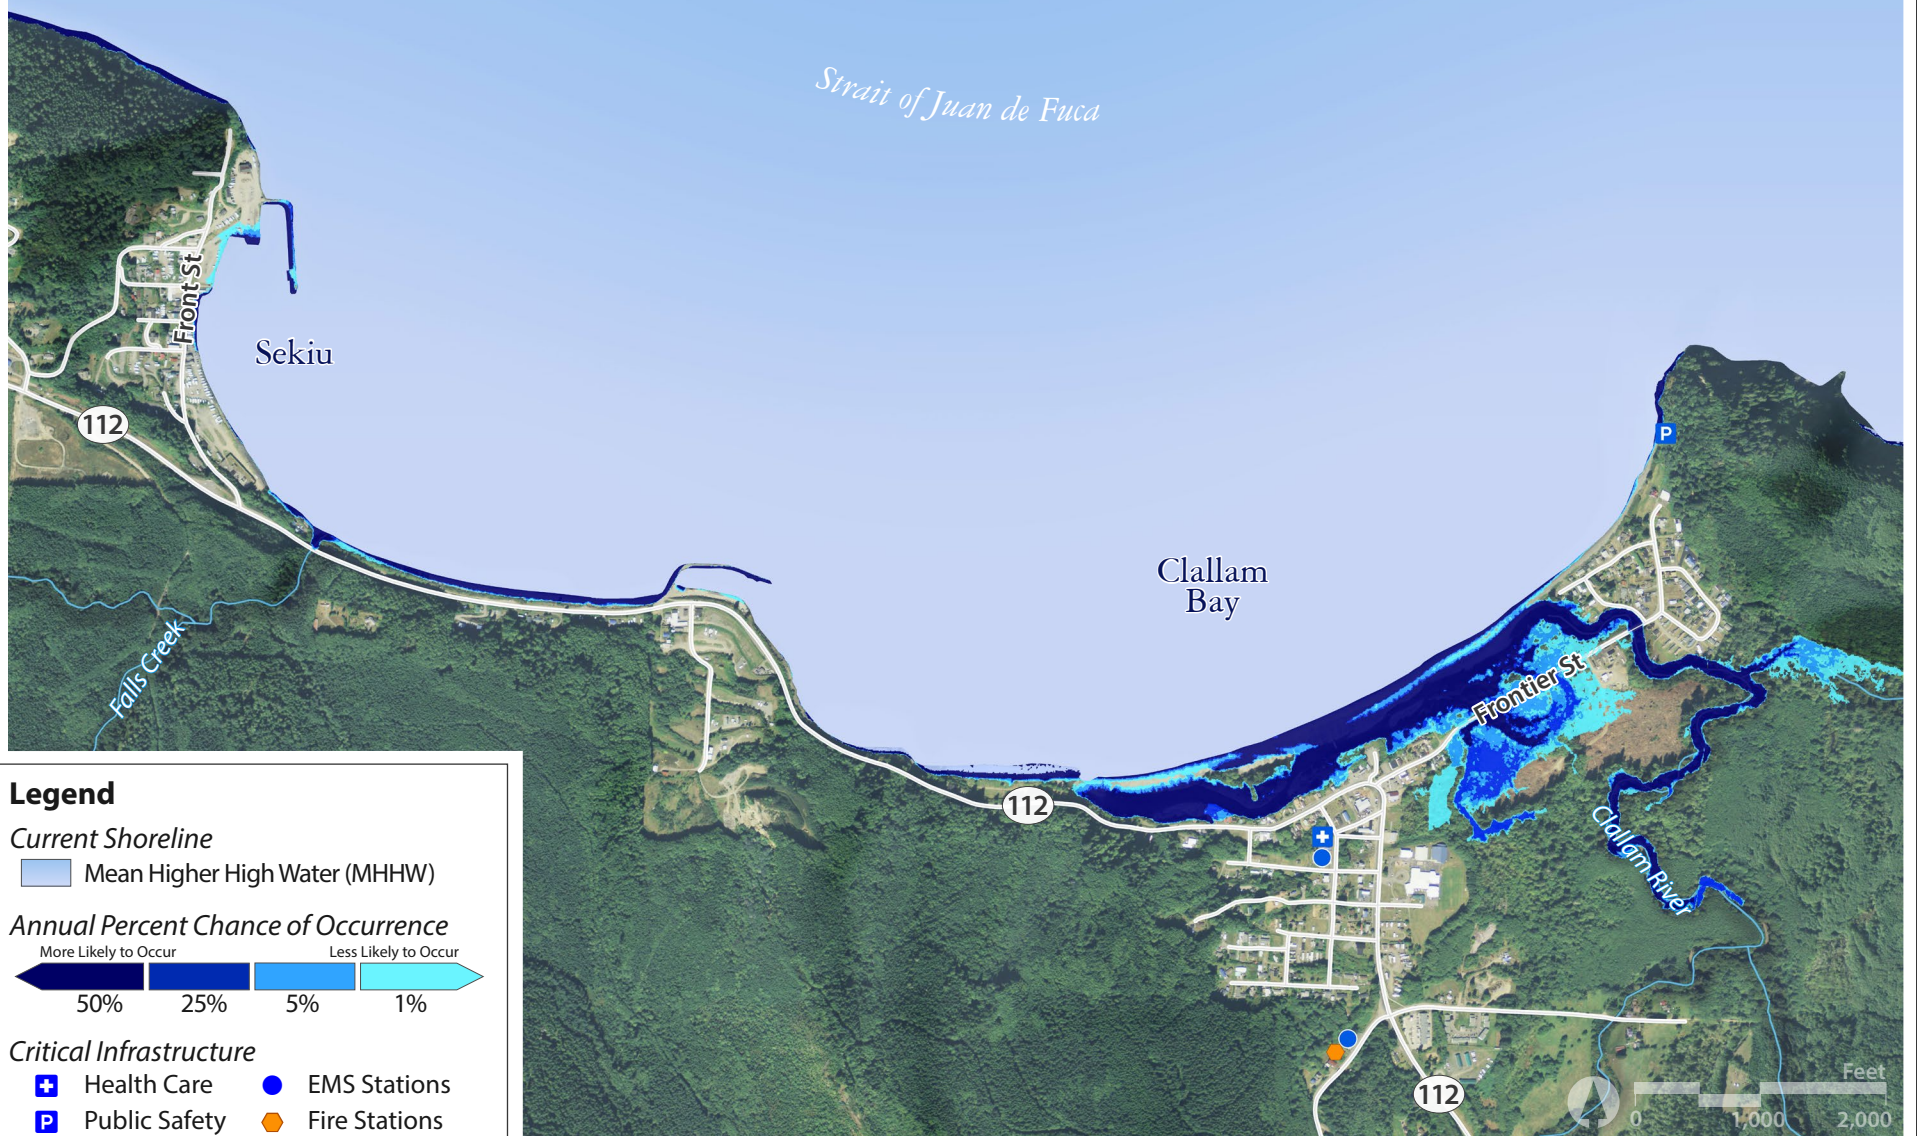 Strait of Juan de Fuca
Front St
Sekiu
112
P
Clallam
Bay
Frontier St
Falls Creek
112
Clallam River
112
Feet
0 1,000 2,000
Legend
Current Shoreline
Mean Higher High Water (MHHW)
Annual Percent Chance of Occurrence
More Likely to Occur Less Likely to Occur
50% 25% 5% 1%
Critical Infrastructure
Health Care EMS Stations
P Public Safety Fire Stations